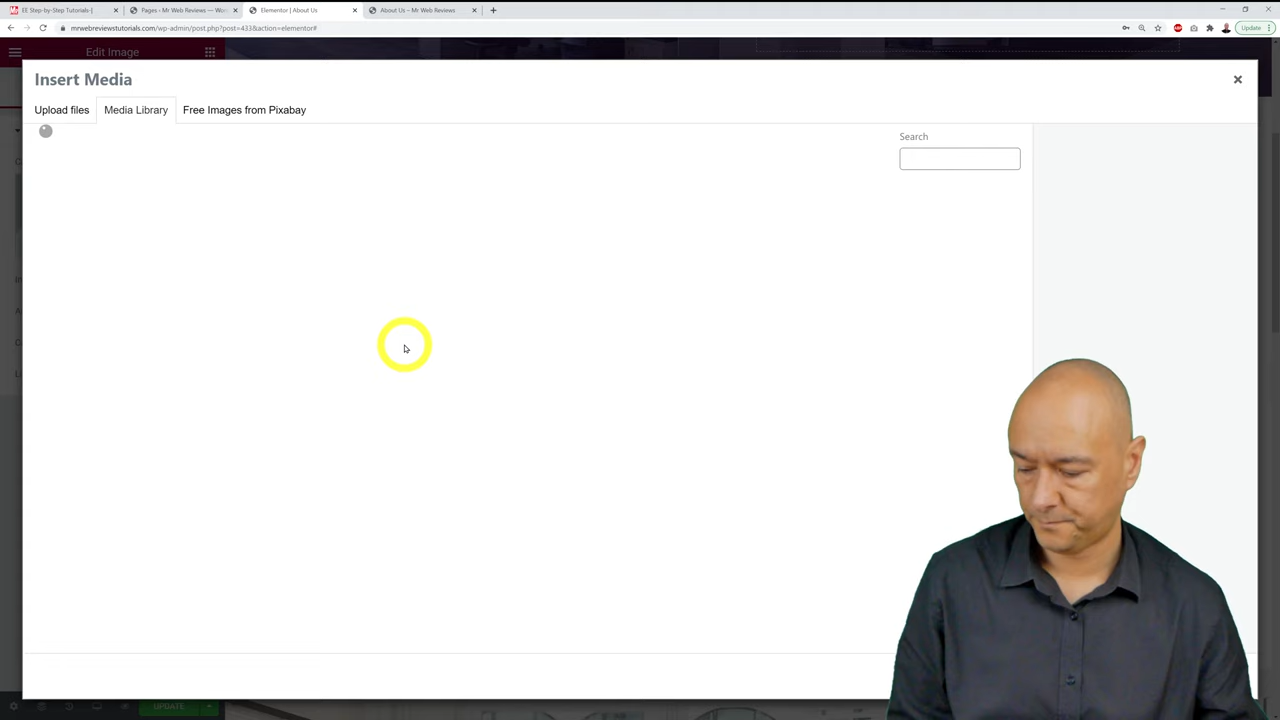 EE Step-by-Step Tutorials-|
Pages ‹ Mr Web Reviews — Wor
Elementor | About Us
About Us – Mr Web Reviews
mrwebreviewstutorials.com/wp-admin/post.php?post=433&action=elementor#
Update
Edit Image
Insert Media
Upload files
Media Library
Free Images from Pixabay
Search
UPDATE